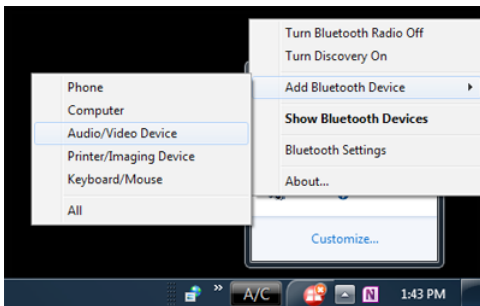 Turn Bluetooth Radio Off
Turn Discovery On
Add Bluetooth Device
Show Bluetooth Devices
Bluetooth Settings
About...
Phone
Computer
Audio/Video Device
Printer/Imaging Device
Keyboard/Mouse
All
Customize...
» A/C N 1:43 PM